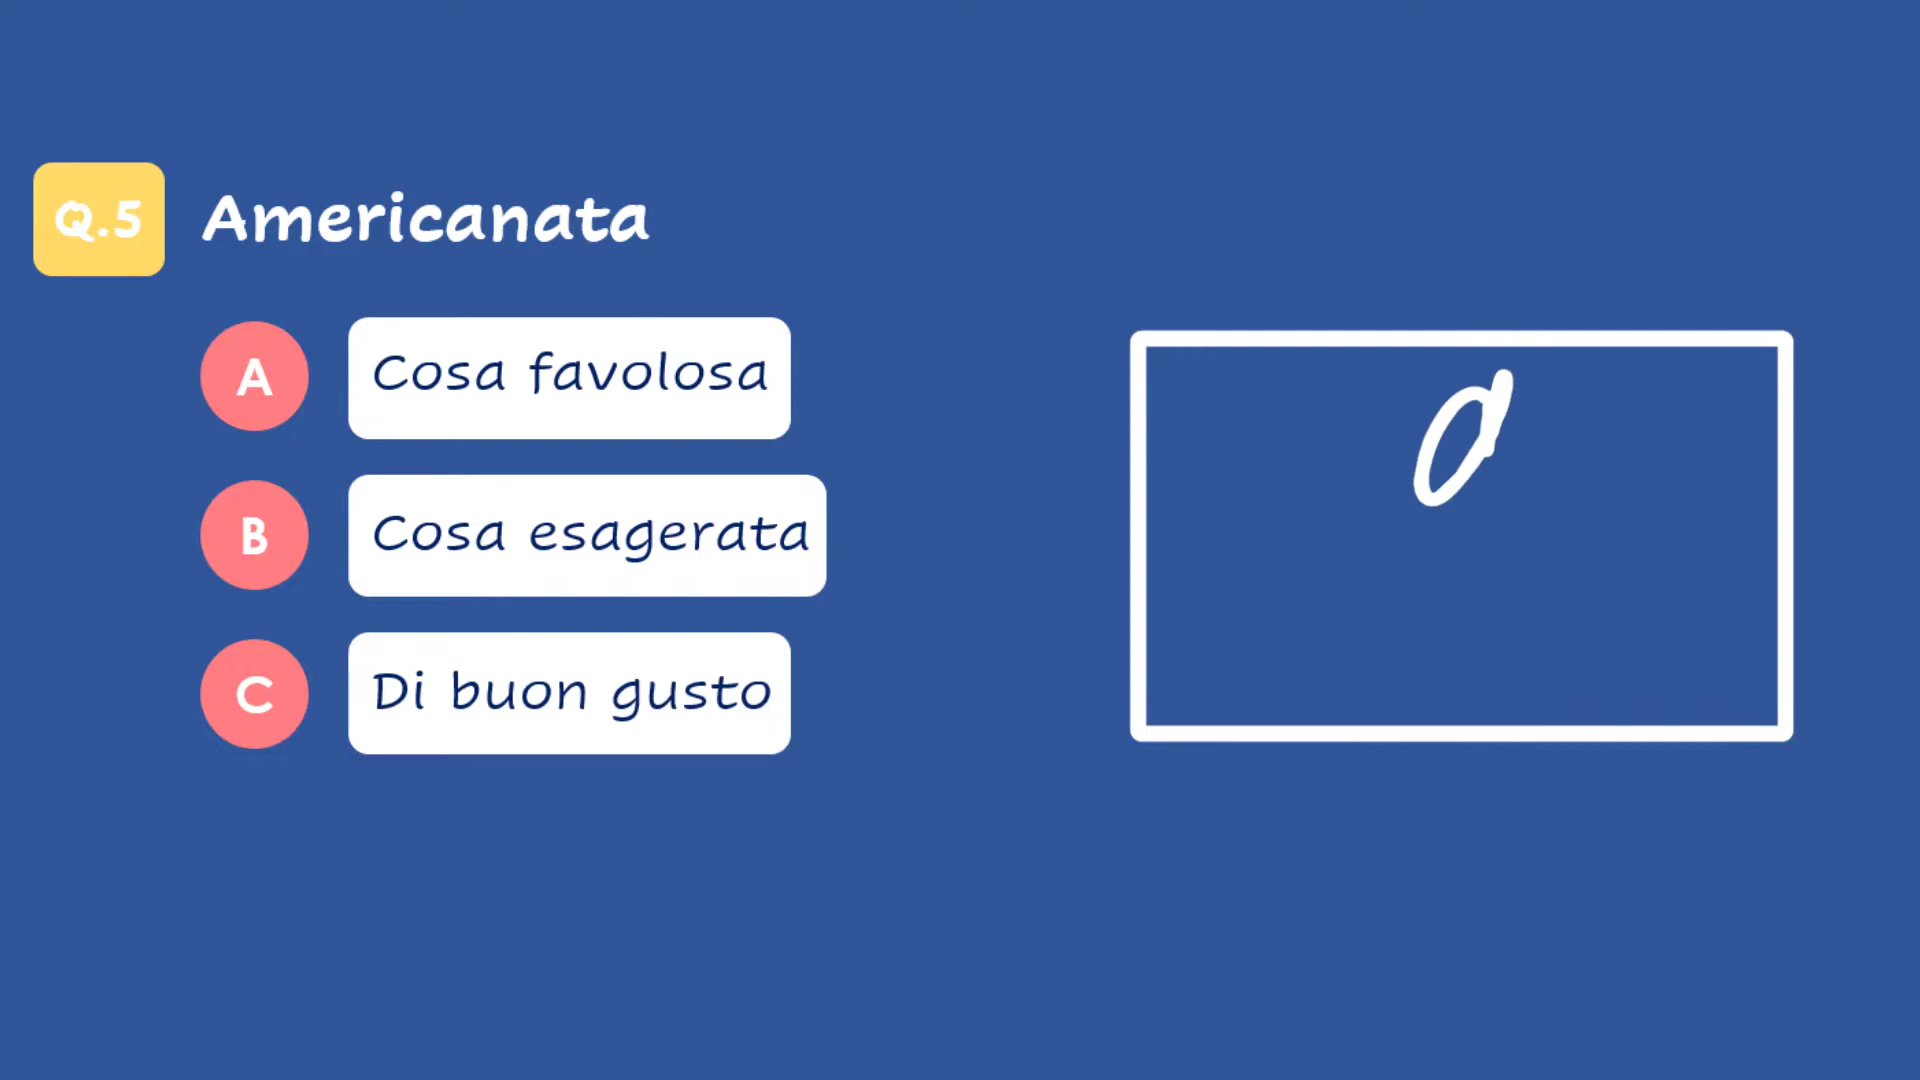 Q.5 Americanata
A Cosa favolosa
B Cosa esagerata
C Di buon gusto